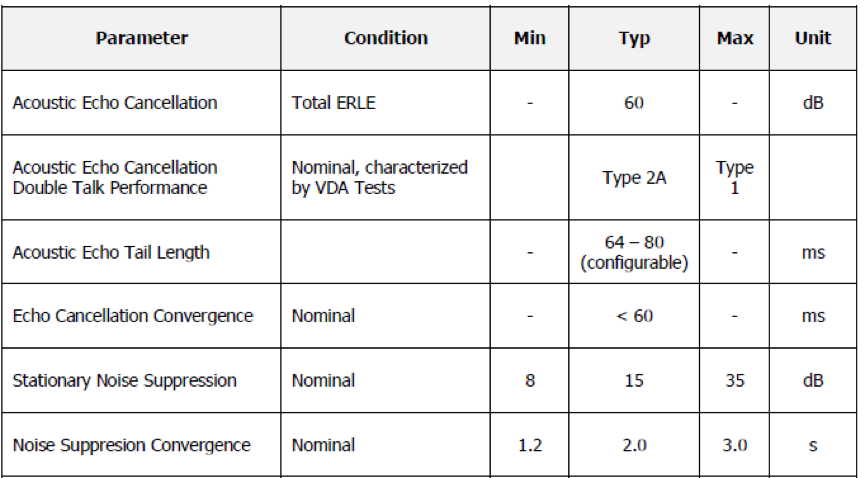 Parameter Condition Min Typ Max Unit
Acoustic Echo Cancellation Total ERLE - 60 - dB
Acoustic Echo Cancellation
Double Talk Performance
Nominal, characterized
by VDA Tests
Type 2A
Type
1
Acoustic Echo Tail Length -
64 – 80
(configurable)
- ms
Echo Cancellation Convergence Nominal - < 60 - ms
Stationary Noise Suppression Nominal 8 15 35 dB
Noise Suppresion Convergence Nominal 1.2 2.0 3.0 s